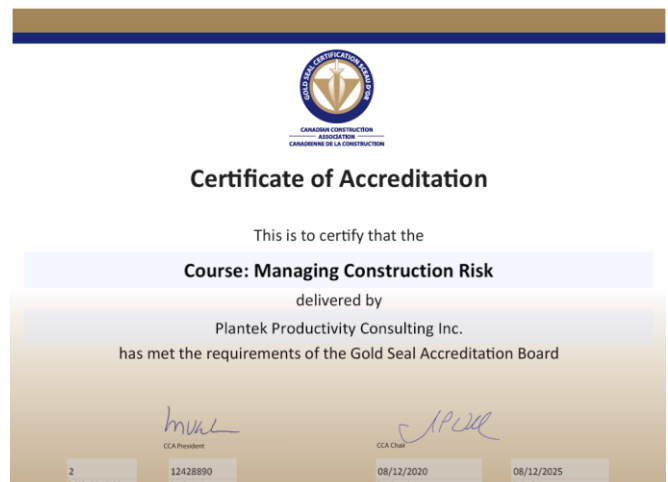 GOLD SEAL CERTIFICATION SCEAU D'OR
CANADIAN CONSTRUCTION
ASSOCIATION
CANADIENNE DE LA CONSTRUCTION
Certificate of Accreditation
This is to certify that the
Course: Managing Construction Risk
delivered by
Plantek Productivity Consulting Inc.
has met the requirements of the Gold Seal Accreditation Board
CCA President CCA Chair
2 12428890 08/12/2020 08/12/2025